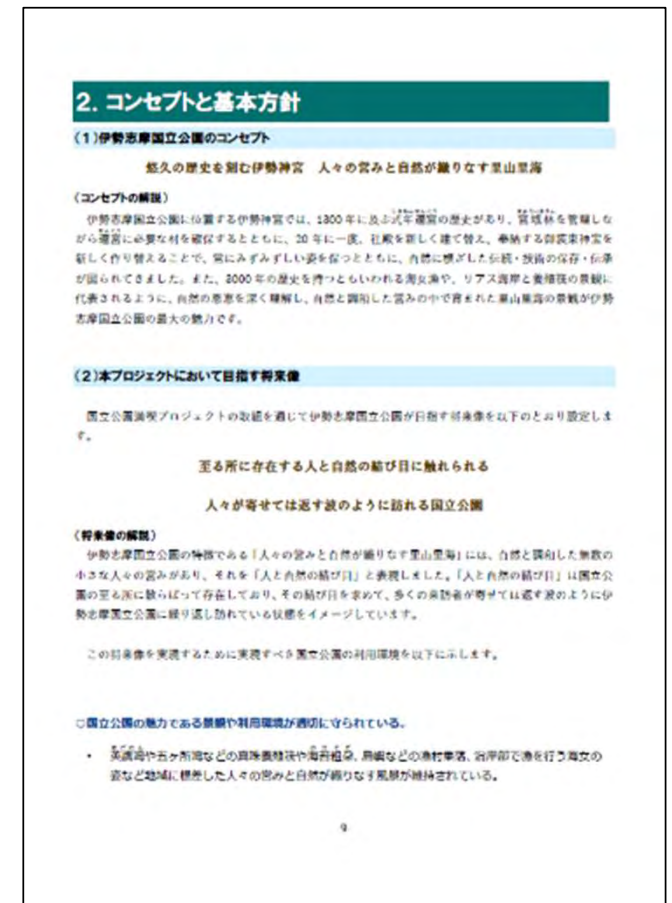 2. コンセプトと基本方針
(1)伊勢志摩国立公園のコンセプト
悠久の歴史を刻む伊勢神宮　人々の営みと自然が織りなす里山里海
(コンセプトの解説)
伊勢志摩国立公園に位置する伊勢神宮では、1300年に及ぶ式年遷宮の歴史があり、宮域林を管理しな
がら遷宮に必要な材を確保するとともに、20年に一度、社殿を新しく建て替え、奉納する御装束神宝を
新しく作り替えることで、常にみずみずしい姿を保つとともに、自然に根ざした伝統・技術の保存・伝承
が図られてきました。また、3000年の歴史を持つともいわれる海女漁や、リアス海岸と養殖筏の景観に
代表されるように、自然の恩恵を深く理解し、自然と調和した営みの中で育まれた里山里海の景観が伊勢
志摩国立公園の最大の魅力です。
(2)本プロジェクトにおいて目指す将来像
国立公園満喫プロジェクトの取組を通じて伊勢志摩国立公園が目指す将来像を以下のとおり設定しま
す。
至る所に存在する人と自然の結び目に触れられる
人々が寄せては返す波のように訪れる国立公園
(将来像の解説)
伊勢志摩国立公園の特徴である「人々の営みと自然が織りなす里山里海」には、自然と調和した無数の
小さな人々の営みがあり、それを「人と自然の結び目」と表現しました。「人と自然の結び目」は国立公
園の至る所に散らばって存在しており、その結び目を求めて、多くの来訪者が寄せては返す波のように伊
勢志摩国立公園に繰り返し訪れている状態をイメージしています。
この将来像を実現するために実現すべき国立公園の利用環境を以下に示します。
○国立公園の魅力である景観や利用環境が適切に守られている。
・ 英虞湾や五ヶ所湾などの真珠養殖筏や海苔粗朶、島嶼などの漁村集落、沿岸部で漁を行う海女の
姿など地域に根差した人々の営みと自然が織りなす風景が維持されている。
9